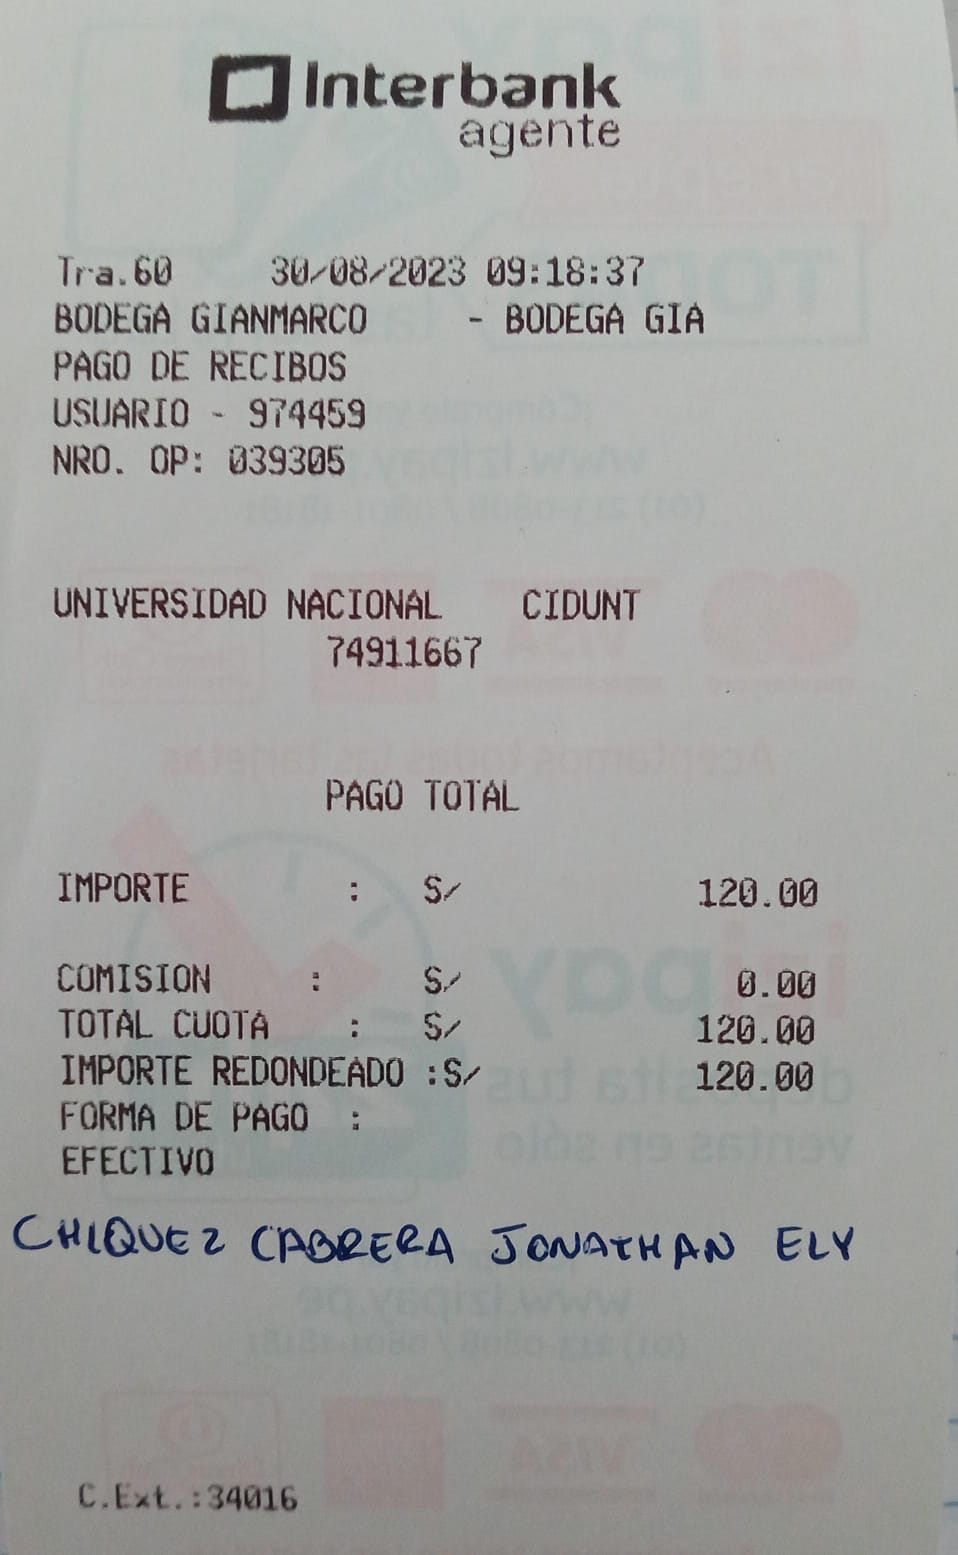 Interbank
agente
Tra.60 30/08/2023 09:18:37
BODEGA GIANMARCO - BODEGA GIA
PAGO DE RECIBOS
USUARIO - 974459
NRO. OP: 039305
UNIVERSIDAD NACIONAL CIDUNT
74911667
PAGO TOTAL
IMPORTE : S/ 120.00
COMISION : S/ 0.00
TOTAL CUOTA : S/ 120.00
IMPORTE REDONDEADO :S/ 120.00
FORMA DE PAGO :
EFECTIVO
CHIQUEZ CABRERA JONATHAN ELY
C.Ext.:34016